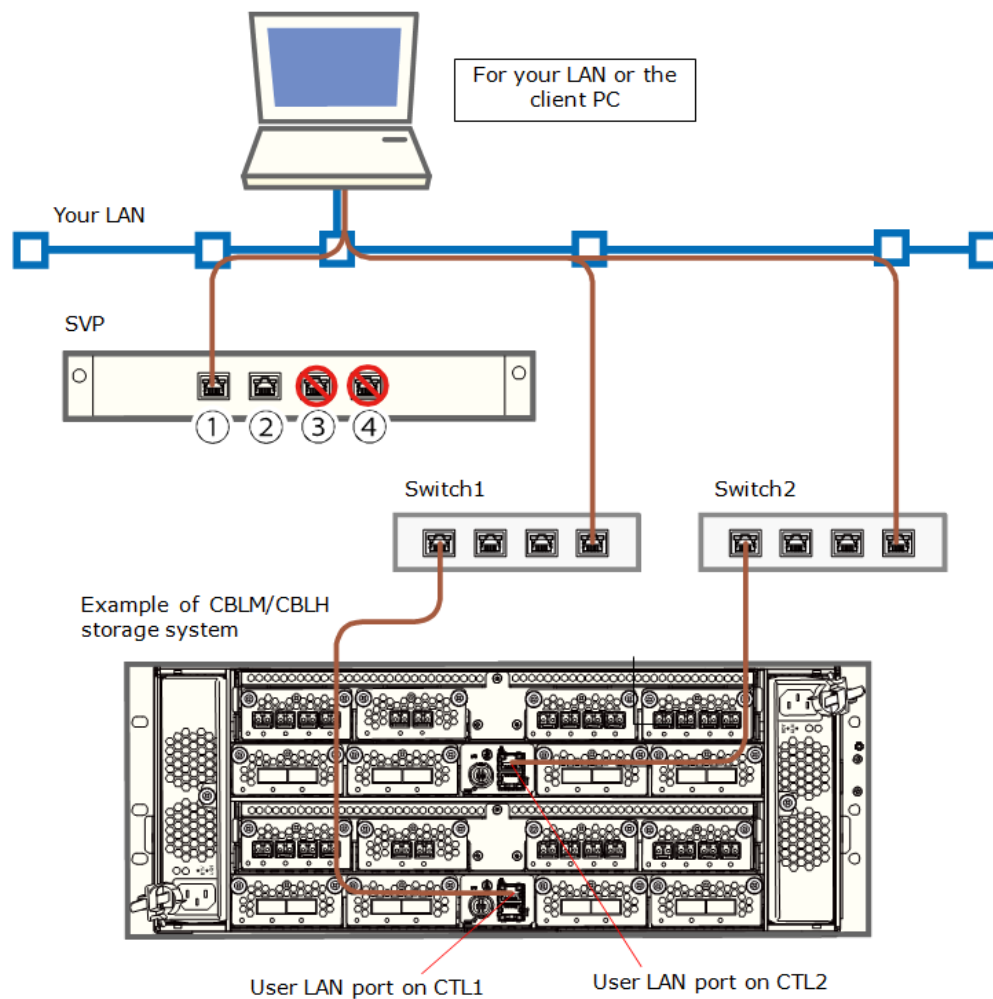 For your LAN or the
client PC
Your LAN
SVP
1 2 3 4
Switch1
Switch2
Example of CBLM/CBLH
storage system
User LAN port on CTL1
User LAN port on CTL2